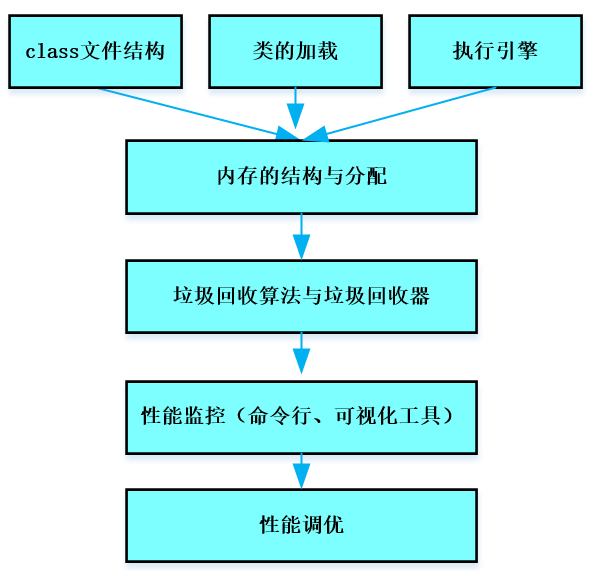 class文件结构
类的加载
执行引擎
内存的结构与分配
垃圾回收算法与垃圾回收器
性能监控（命令行、可视化工具）
性能调优